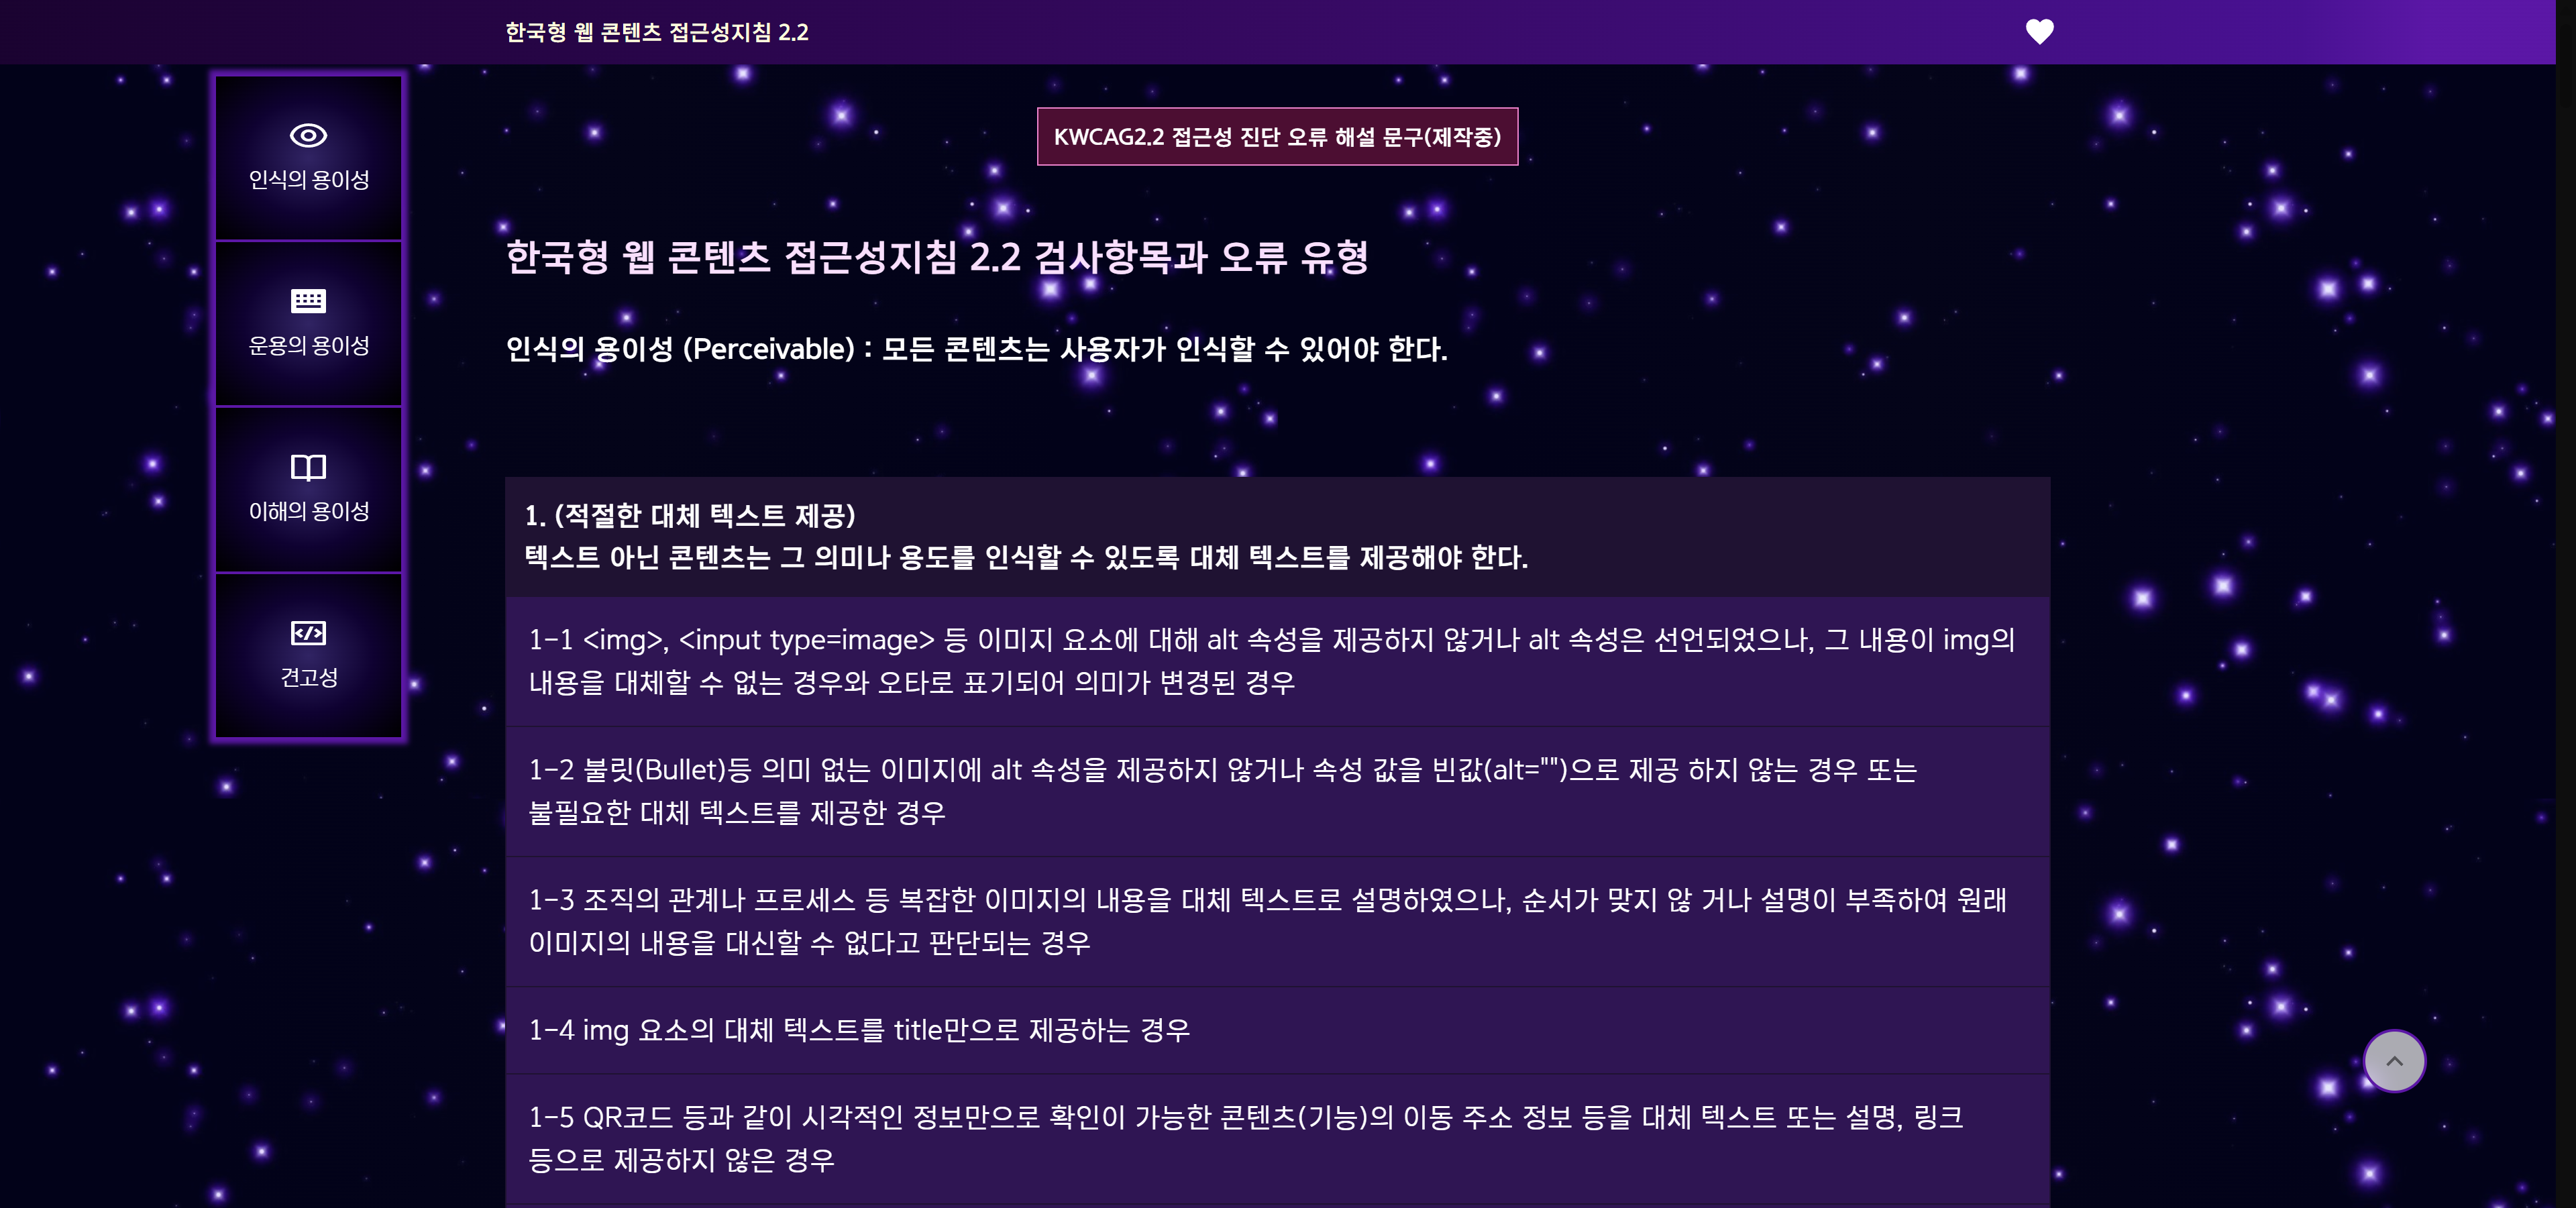 한국형 웹 콘텐츠 접근성지침 2.2
인식의 용이성
운용의 용이성
이해의 용이성
견고성
KWCAG2.2 접근성 진단 오류 해설 문구(제작중)
한국형 웹 콘텐츠 접근성지침 2.2 검사항목과 오류 유형
인식의 용이성 (Perceivable) : 모든 콘텐츠는 사용자가 인식할 수 있어야 한다.
1. (적절한 대체 텍스트 제공)
텍스트 아닌 콘텐츠는 그 의미나 용도를 인식할 수 있도록 대체 텍스트를 제공해야 한다.
1-1 <img>, <input type=image> 등 이미지 요소에 대해 alt 속성을 제공하지 않거나 alt 속성은 선언되었으나, 그 내용이 img의
내용을 대체할 수 없는 경우와 오타로 표기되어 의미가 변경된 경우
1-2 불릿(Bullet)등 의미 없는 이미지에 alt 속성을 제공하지 않거나 속성 값을 빈값(alt="")으로 제공 하지 않는 경우 또는
불필요한 대체 텍스트를 제공한 경우
1-3 조직의 관계나 프로세스 등 복잡한 이미지의 내용을 대체 텍스트로 설명하였으나, 순서가 맞지 않 거나 설명이 부족하여 원래
이미지의 내용을 대신할 수 없다고 판단되는 경우
1-4 img 요소의 대체 텍스트를 title만으로 제공하는 경우
1-5 QR코드 등과 같이 시각적인 정보만으로 확인이 가능한 콘텐츠(기능)의 이동 주소 정보 등을 대체 텍스트 또는 설명, 링크
등으로 제공하지 않은 경우